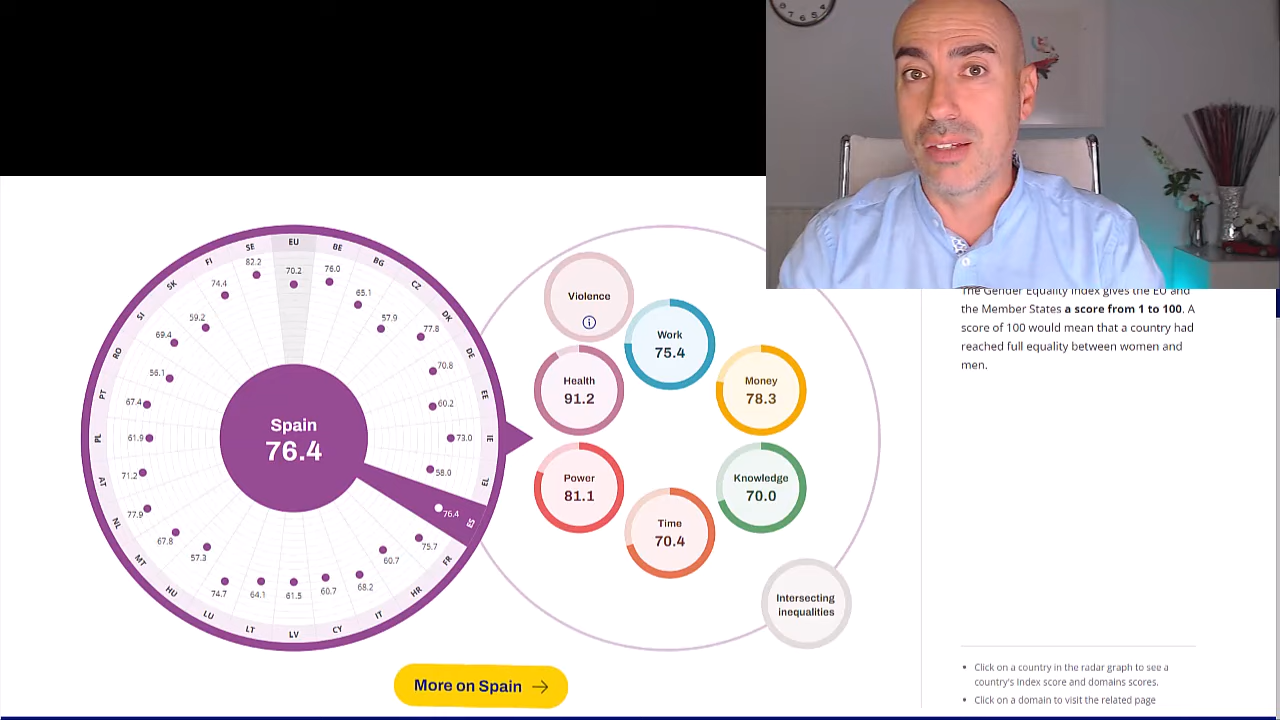 The Gender Equality Index gives the EU and
the Member States a score from 1 to 100. A
score of 100 would mean that a country had
reached full equality between women and
men.
EU
70.2
BE
76.0
BG
65.1
CZ
57.9
DK
77.8
DE
70.8
EE
60.2
IE
73.0
EL
58.0
ES
76.4
FR
75.7
HR
60.7
IT
68.2
CY
60.7
LV
61.5
LT
64.1
LU
74.7
HU
57.3
MT
67.8
NL
77.9
AT
71.2
PL
61.9
PT
67.4
RO
56.1
SI
69.4
SK
59.2
FI
74.4
SE
82.2
Spain
76.4
Violence
Work
75.4
Health
91.2
Money
78.3
Power
81.1
Knowledge
70.0
Time
70.4
Intersecting
inequalities
More on Spain
• Click on a country in the radar graph to see a
country's Index score and domains scores.
• Click on a domain to visit the related page